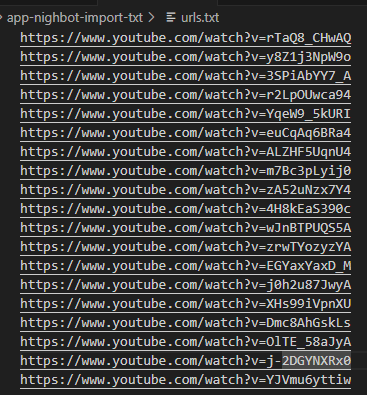 app-nighbot-import-txt > urls.txt
https://www.youtube.com/watch?v=rTaQ8_CHwAQ
https://www.youtube.com/watch?v=y8Z1j3NpW9o
https://www.youtube.com/watch?v=3SPiAbYY7_A
https://www.youtube.com/watch?v=r2LpOUwca94
https://www.youtube.com/watch?v=YqeW9_5kURI
https://www.youtube.com/watch?v=euCqAq6BRa4
https://www.youtube.com/watch?v=ALZHF5UqnU4
https://www.youtube.com/watch?v=m7Bc3pLyij0
https://www.youtube.com/watch?v=zA52uNzx7Y4
https://www.youtube.com/watch?v=4H8kEaS390c
https://www.youtube.com/watch?v=wJnBTPUQS5A
https://www.youtube.com/watch?v=zrwTYozyzYA
https://www.youtube.com/watch?v=EGYaxYaxD_M
https://www.youtube.com/watch?v=j0h2u87JwyA
https://www.youtube.com/watch?v=XHs99iVpnXU
https://www.youtube.com/watch?v=Dmc8AhGskLs
https://www.youtube.com/watch?v=OlTE_58aJyA
https://www.youtube.com/watch?v=j-2DGYNXRx0
https://www.youtube.com/watch?v=YJVmu6yttiw